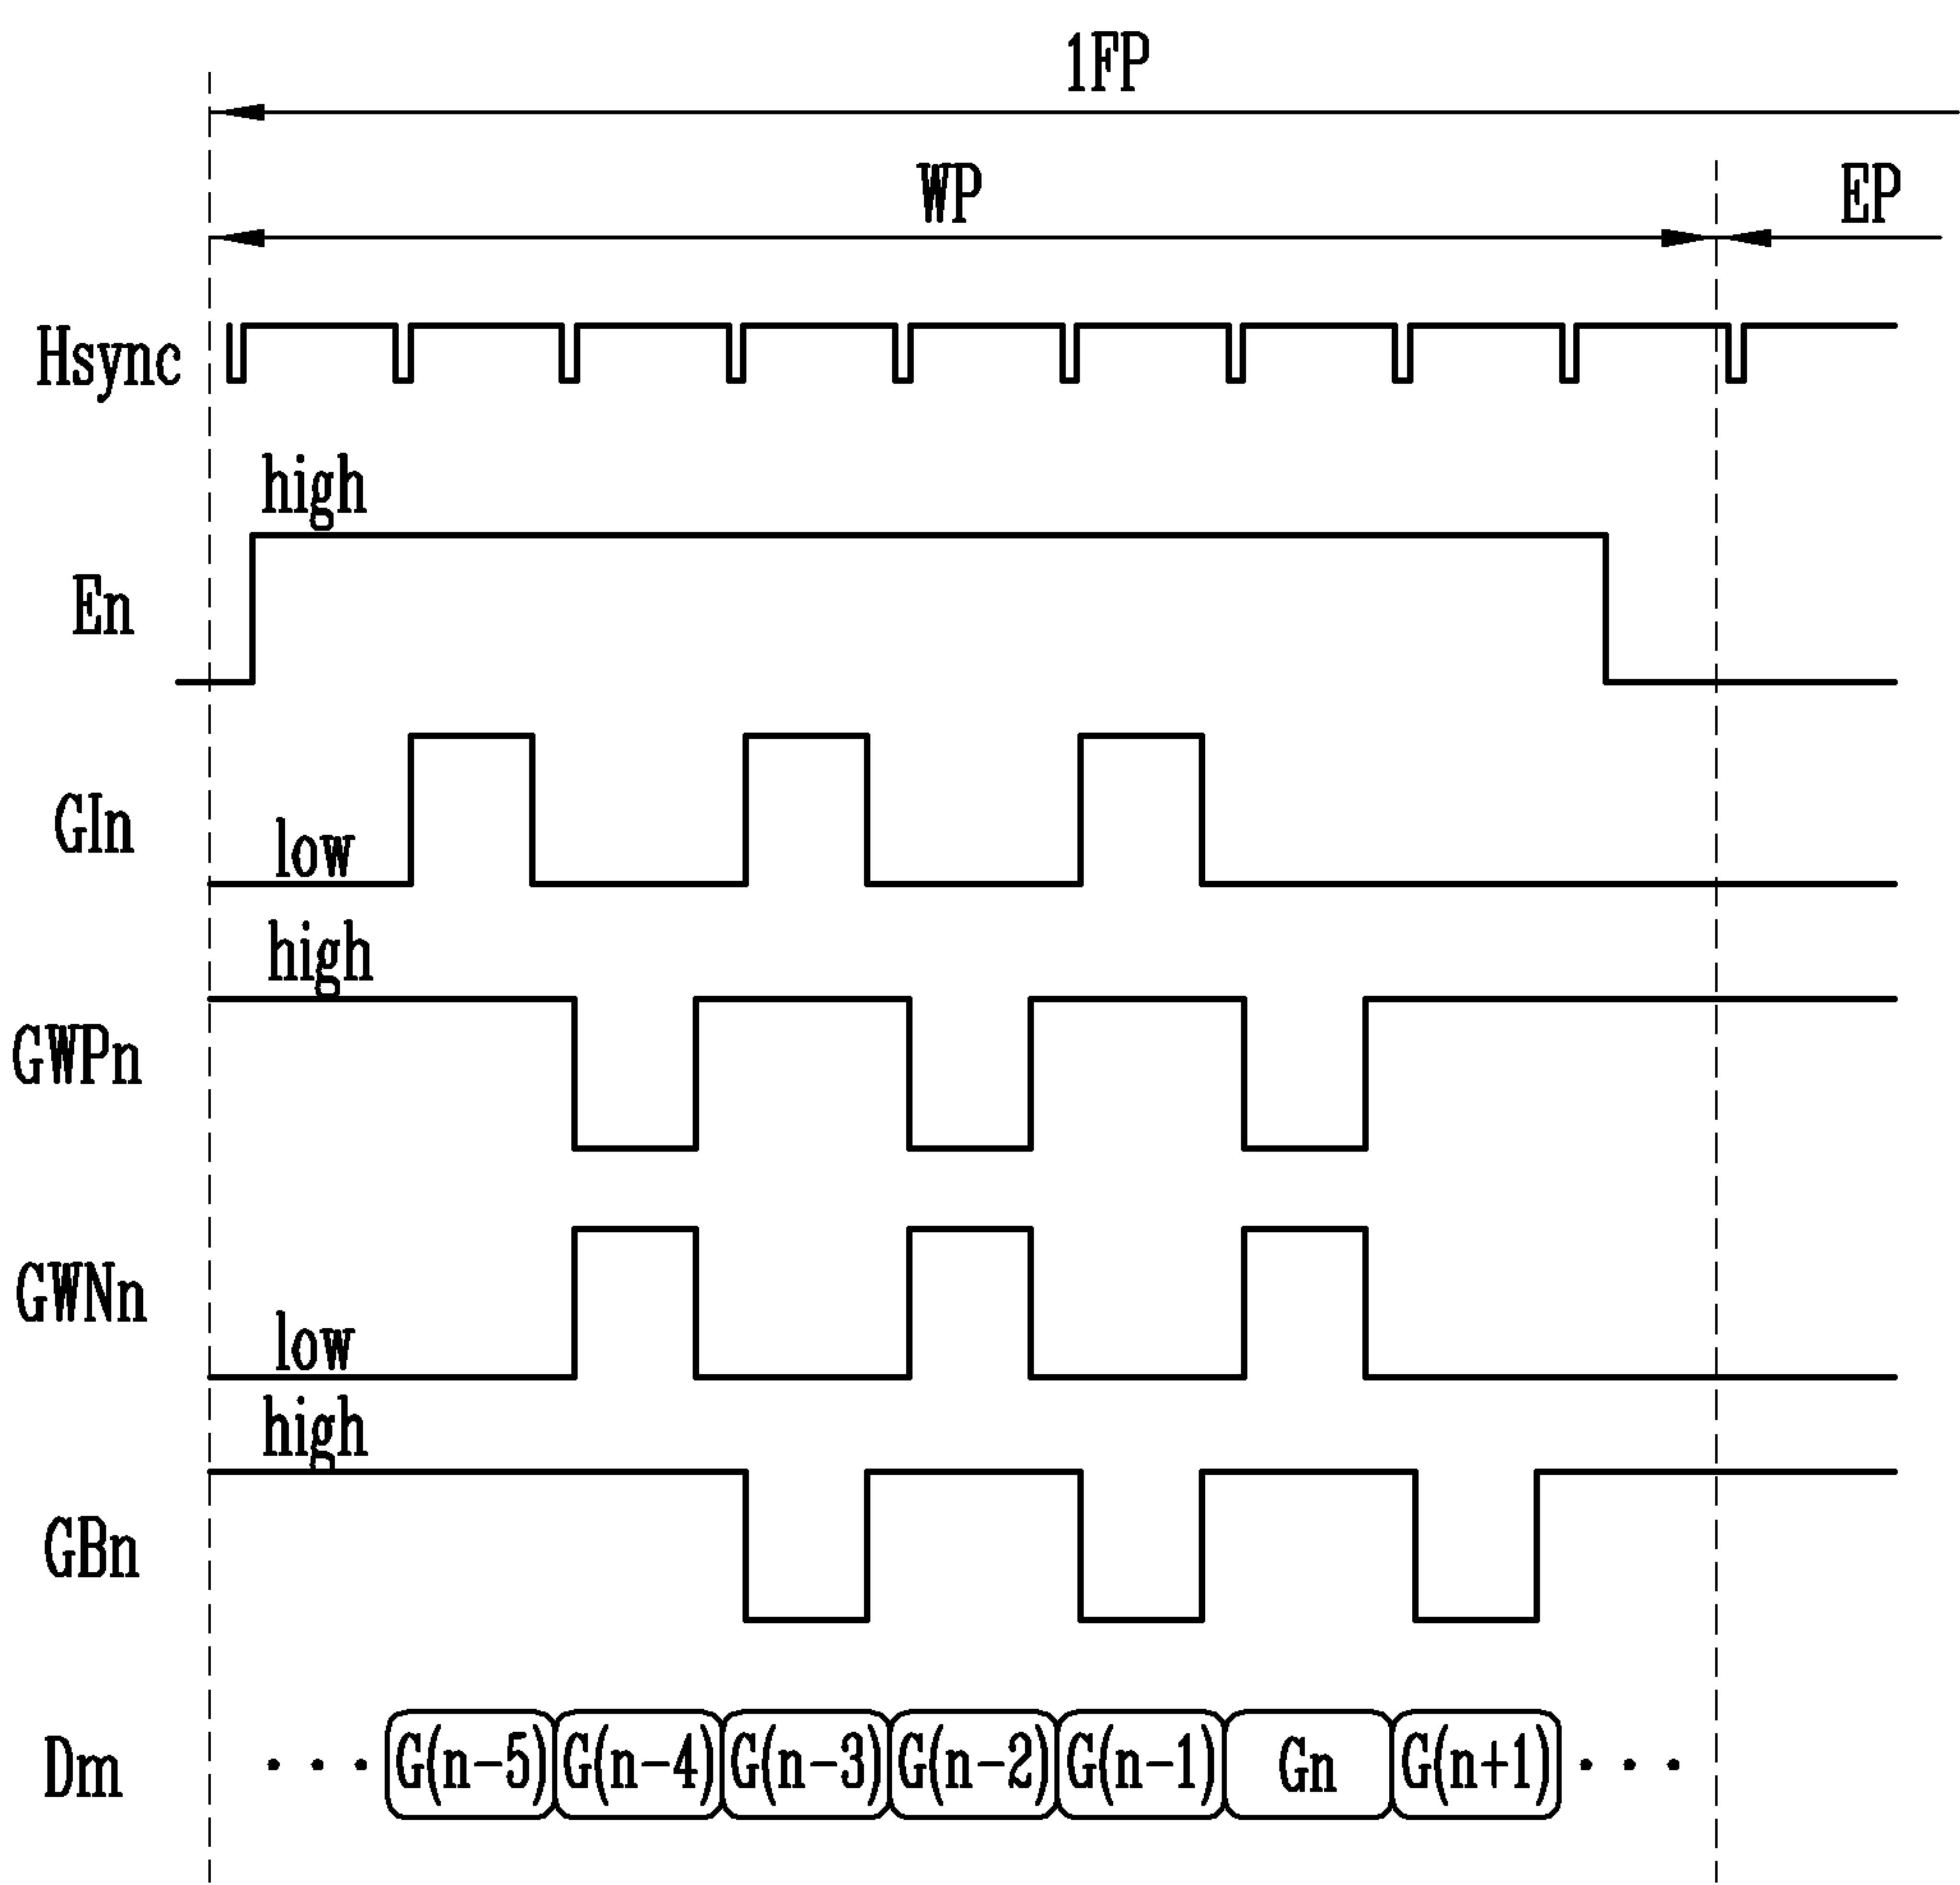 1FP
WP
EP
Hsync
high
En
GIn
low
high
GWPn
GWNn
low
high
GBn
Dm ··· G(n-5) G(n-4) G(n-3) G(n-2) G(n-1) Gn G(n+1) ···